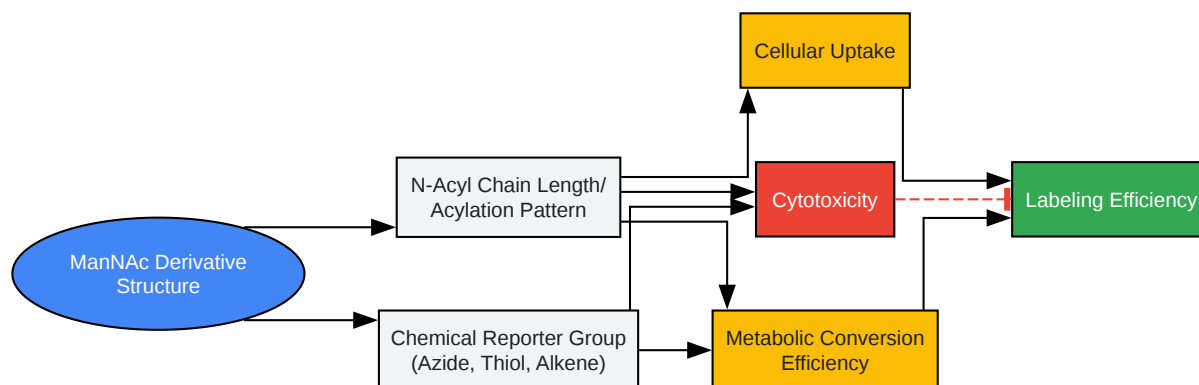 Cellular Uptake
N-Acyl Chain Length/
Acylation Pattern
Cytotoxicity
Labeling Efficiency
ManNAc Derivative
Structure
Chemical Reporter Group
(Azide, Thiol, Alkene)
Metabolic Conversion
Efficiency